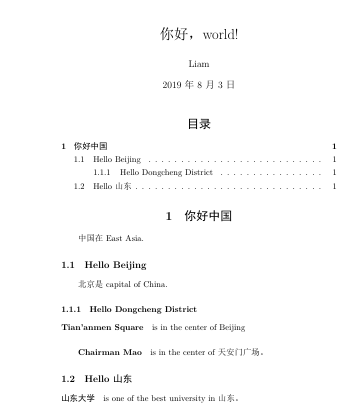 你好，world!
Liam
2019 年 8 月 3 日
目录
1 你好中国 1
1.1 Hello Beijing . . . . . . . . . . . . . . . . . . . . . . . . . . . 1
1.1.1 Hello Dongcheng District . . . . . . . . . . . . . . . . 1
1.2 Hello 山东 . . . . . . . . . . . . . . . . . . . . . . . . . . . . . 1
1 你好中国
中国在 East Asia.
1.1 Hello Beijing
北京是 capital of China.
1.1.1 Hello Dongcheng District
Tian'anmen Square is in the center of Beijing
Chairman Mao is in the center of 天安门广场。
1.2 Hello 山东
山东大学 is one of the best university in 山东。